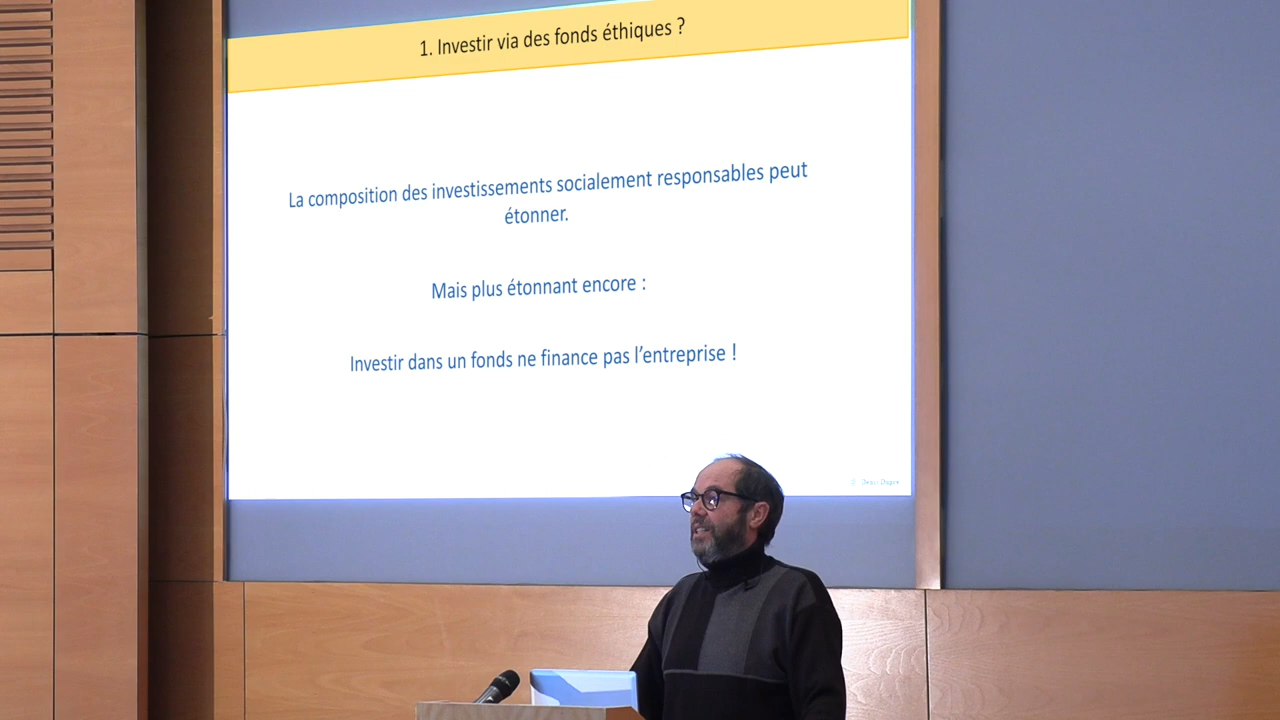 1. Investir via des fonds éthiques ?
La composition des investissements socialement responsables peut
étonner.
Mais plus étonnant encore :
Investir dans un fonds ne finance pas l'entreprise !